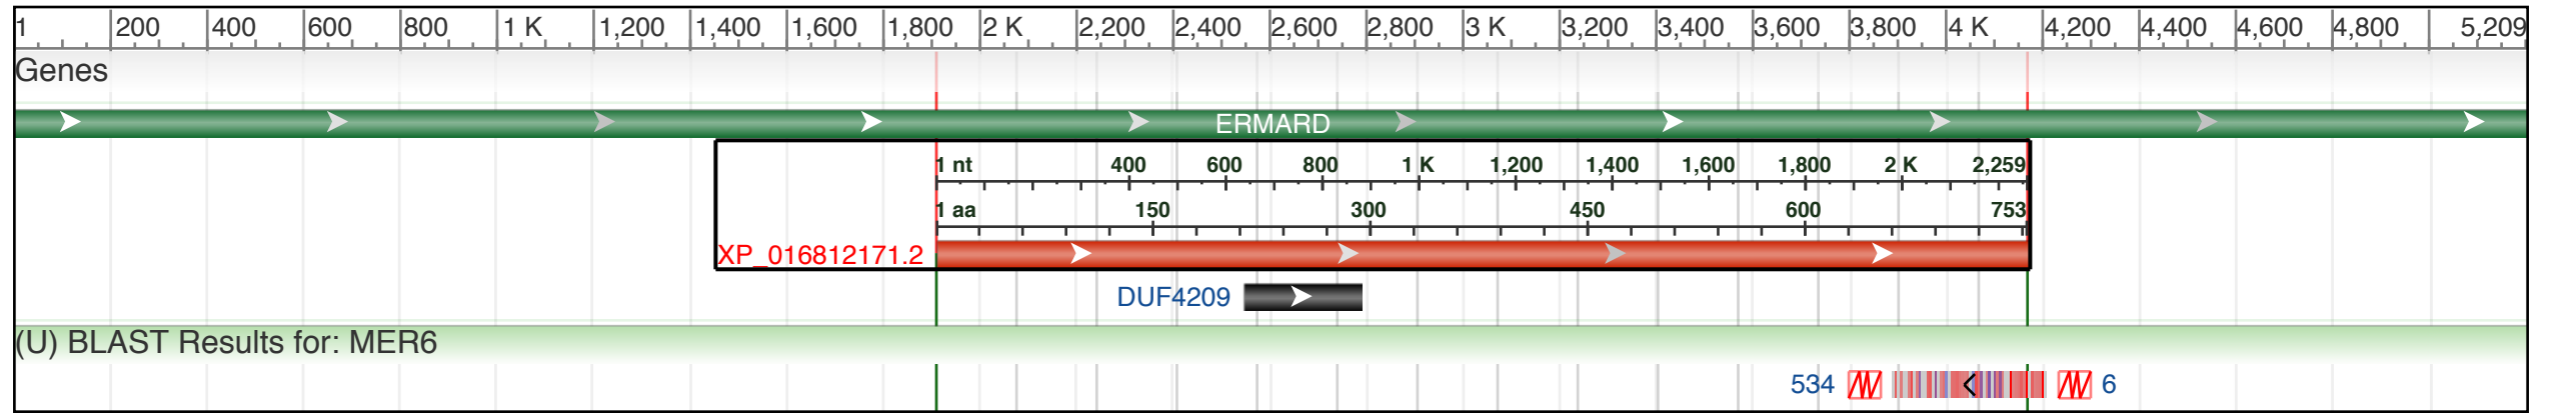 1 200 400 600 800 1 K 1,200 1,400 1,600 1,800 2 K 2,200 2,400 2,600 2,800 3 K 3,200 3,400 3,600 3,800 4 K 4,200 4,400 4,600 4,800 5,209
Genes
ERMARD
1 nt 400 600 800 1 K 1,200 1,400 1,600 1,800 2 K 2,259
1 aa 150 300 450 600 753
XP_016812171.2
DUF4209
(U) BLAST Results for: MER6
534 6